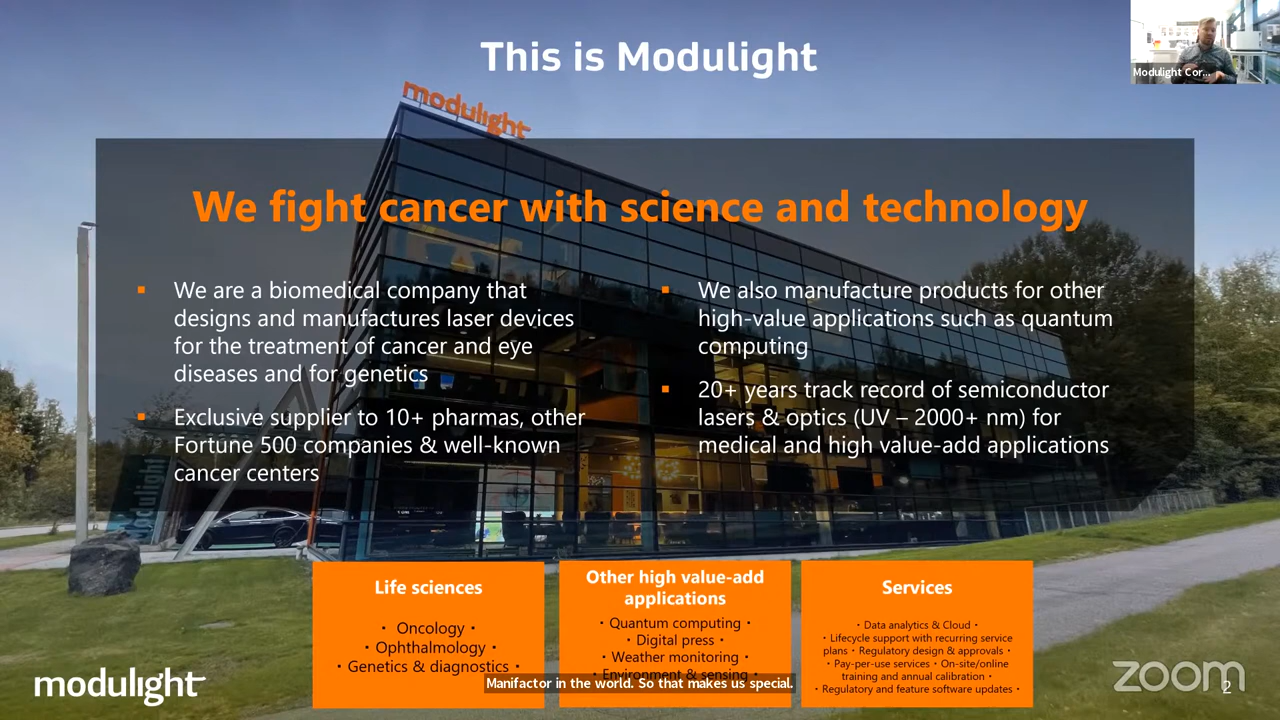 This is Modulight
Modulight Cor...
modulight
We fight cancer with science and technology
▪ We are a biomedical company that
designs and manufactures laser devices
for the treatment of cancer and eye
diseases and for genetics
▪ Exclusive supplier to 10+ pharmas, other
Fortune 500 companies & well-known
cancer centers
▪ We also manufacture products for other
high-value applications such as quantum
computing
▪ 20+ years track record of semiconductor
lasers & optics (UV – 2000+ nm) for
medical and high value-add applications
modulight
Life sciences
• Oncology •
• Ophthalmology •
• Genetics & diagnostics •
Other high value-add
applications
• Quantum computing •
• Digital press •
• Weather monitoring •
• Environment & sensing •
Services
• Data analytics & Cloud •
• Lifecycle support with recurring service
plans • Regulatory design & approvals •
• Pay-per-use services • On-site/online
training and annual calibration •
• Regulatory and feature software updates •
Manifactor in the world. So that makes us special.
modulight
zoom
2